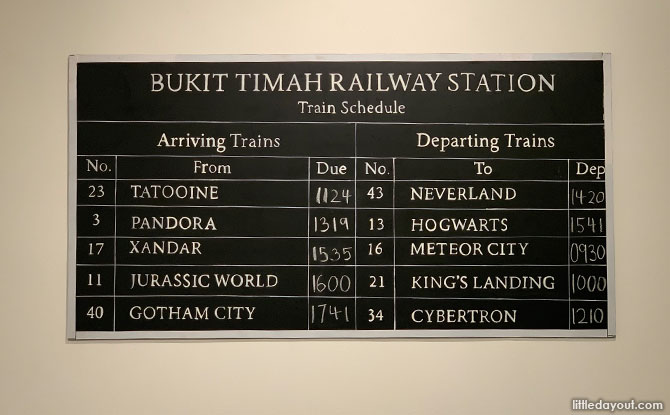 BUKIT TIMAH RAILWAY STATION
Train Schedule
Arriving Trains Departing Trains
No. From Due No. To Dep
23 TATOOINE 1124 43 NEVERLAND 1420
3 PANDORA 1319 13 HOGWARTS 1541
17 XANDAR 1535 16 METEOR CITY 0930
11 JURASSIC WORLD 1600 21 KING'S LANDING 1000
40 GOTHAM CITY 1741 34 CYBERTRON 1210
littledayout.com